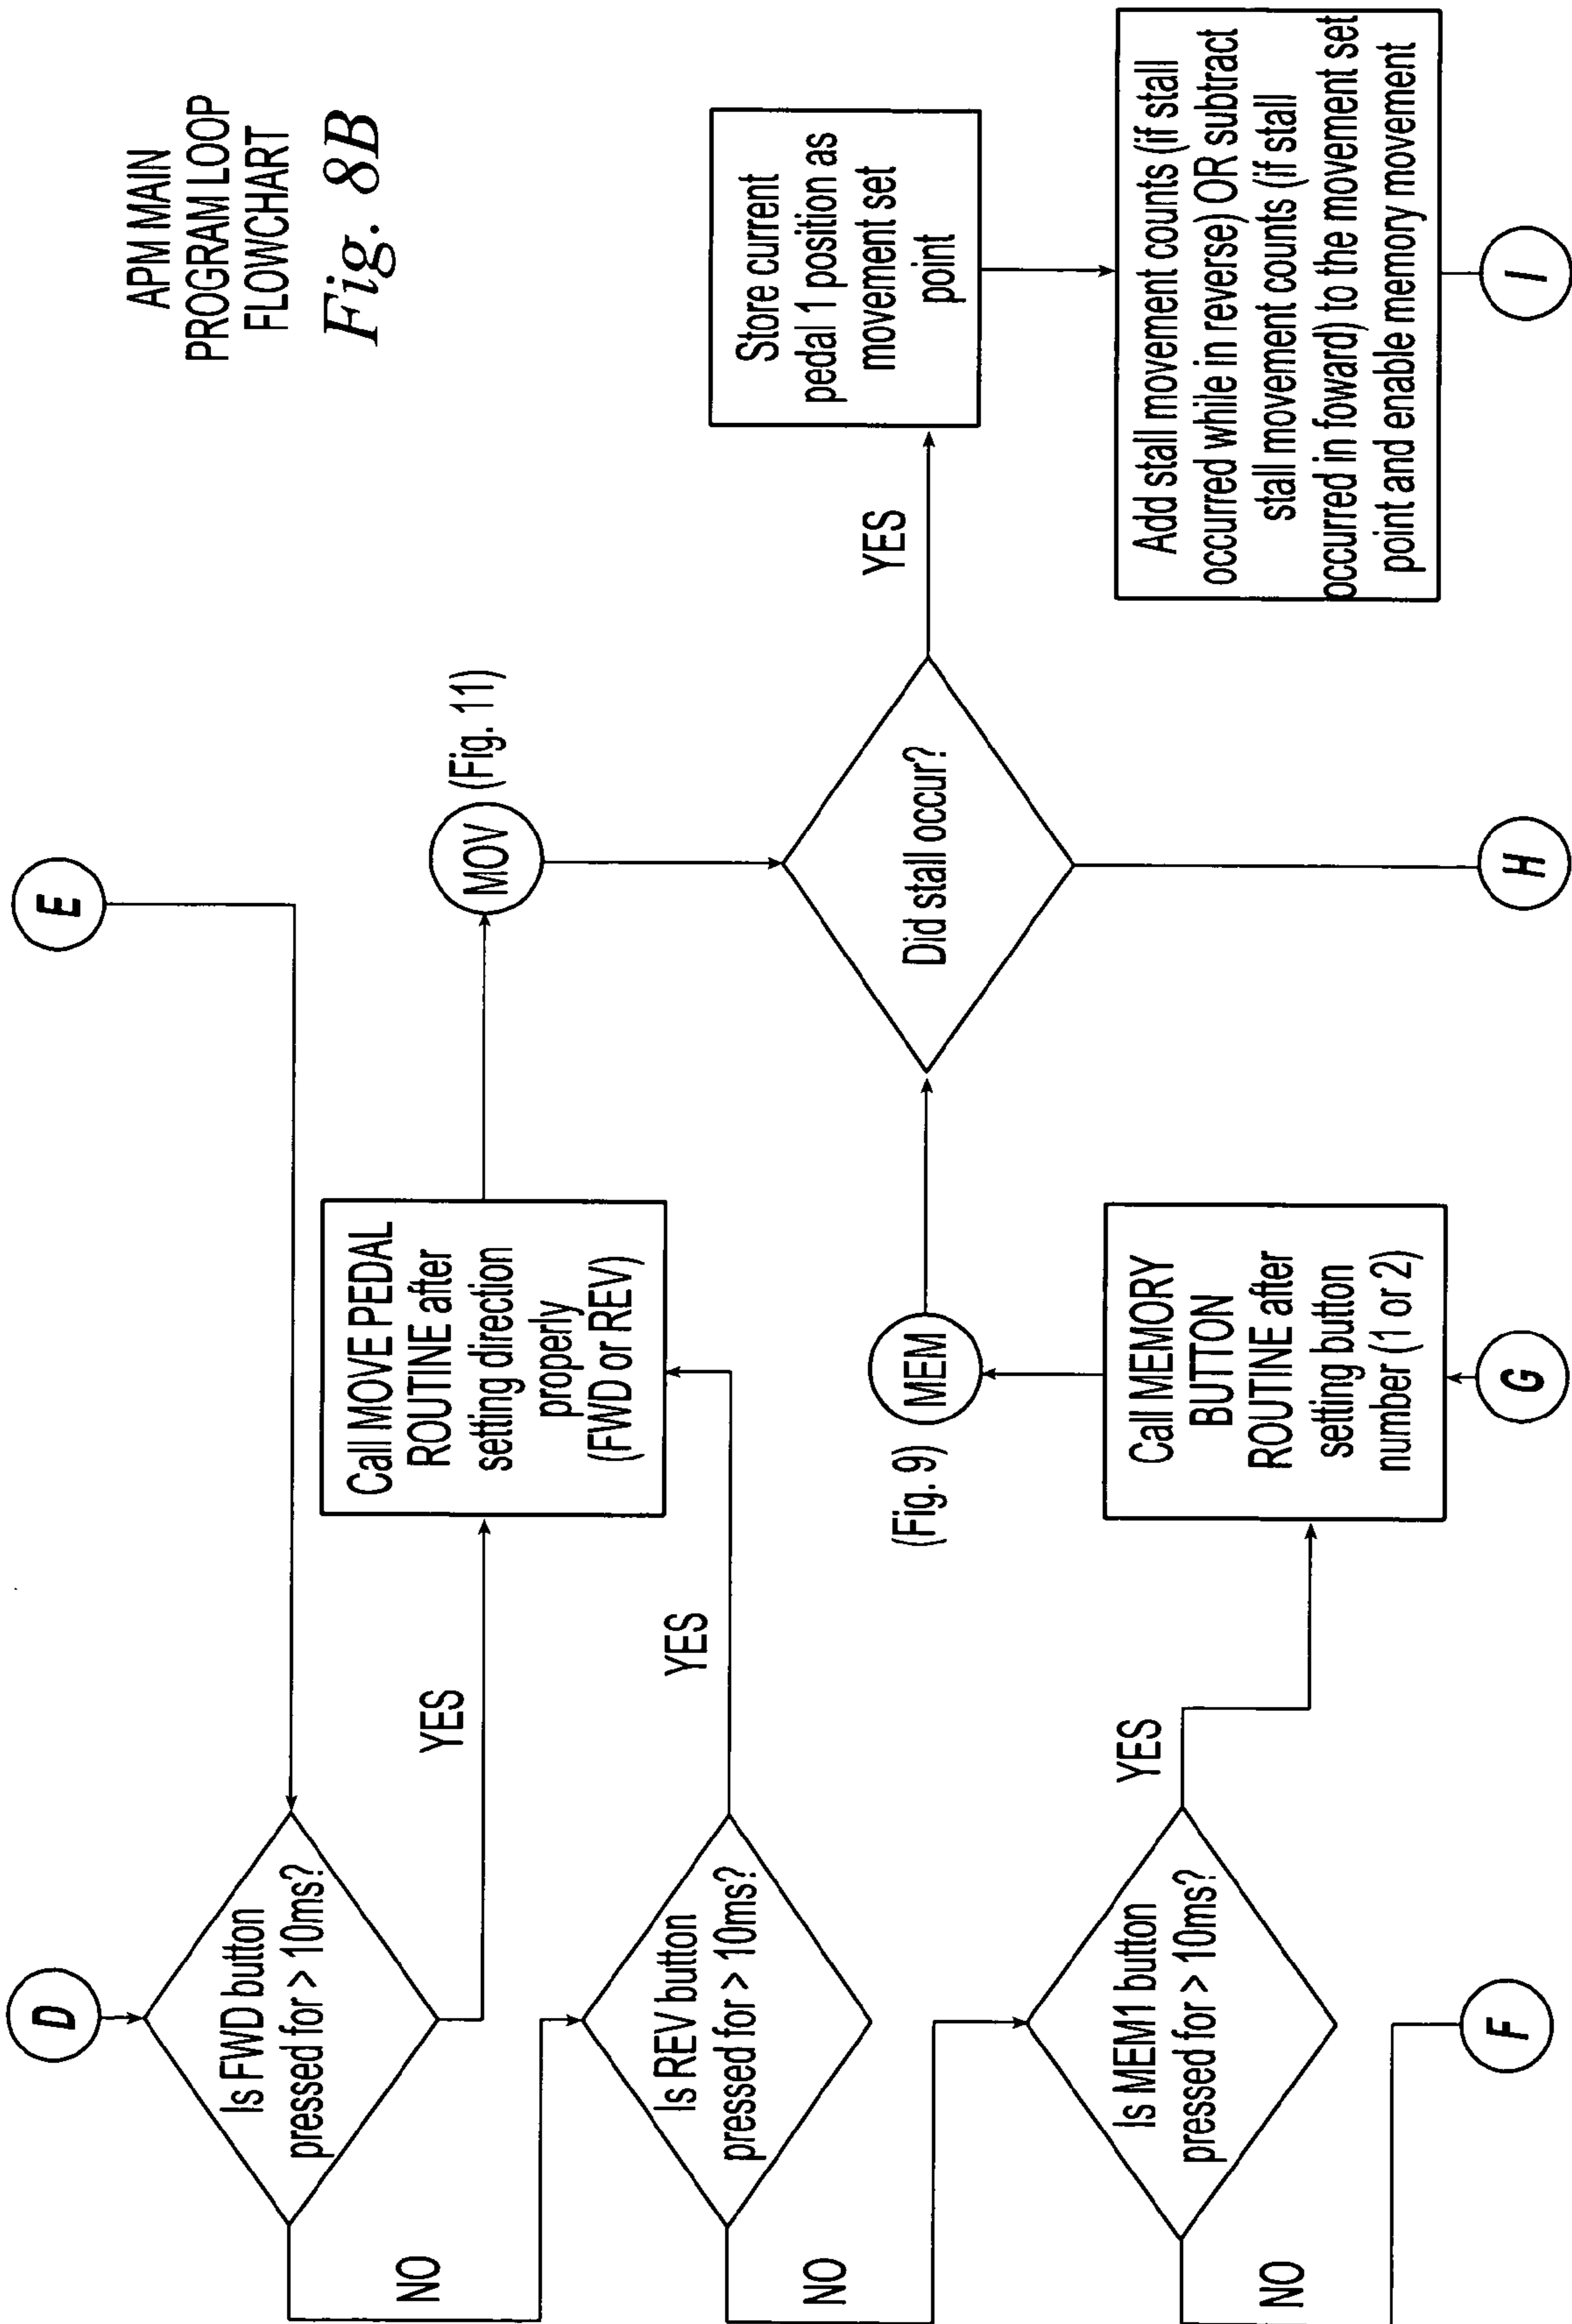 APM MAIN
PROGRAM LOOP
FLOWCHART
Fig. 8B
D
E
Is FWD button
pressed for > 10ms?
YES
NO
Call MOVE PEDAL
ROUTINE after
setting direction
properly
(FWD or REV)
MOV
(Fig. 11)
Is REV button
pressed for > 10ms?
YES
NO
Did stall occur?
YES
Store current
pedal 1 position as
movement set
point
(Fig. 9)
MEM
Is MEM1 button
pressed for > 10ms?
YES
NO
Call MEMORY
BUTTON
ROUTINE after
setting button
number (1 or 2)
Add stall movement counts (if stall
occurred while in reverse) OR subtract
stall movement counts (if stall
occurred in foward) to the movement set
point and enable memory movement
F
G
H
I